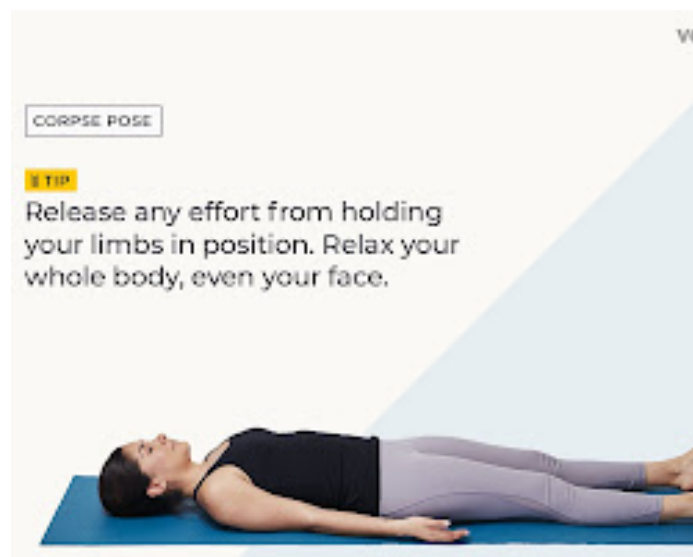 CORPSE POSE
TIP
Release any effort from holding
your limbs in position. Relax your
whole body, even your face.